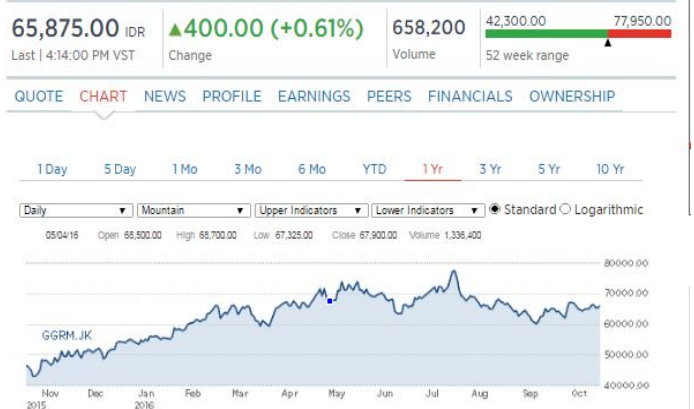 65,875.00 IDR ▲400.00 (+0.61%) 658,200 42,300.00 77,950.00
Last | 4:14:00 PM VST Change Volume 52 week range
QUOTE CHART NEWS PROFILE EARNINGS PEERS FINANCIALS OWNERSHIP
1 Day 5 Day 1 Mo 3 Mo 6 Mo YTD 1 Yr 3 Yr 5 Yr 10 Yr
Daily Mountain Upper Indicators Lower Indicators Standard Logarithmic
05/04/16 Open 68,500.00 High 68,700.00 Low 67,325.00 Close 67,900.00 Volume 1,336,400
80000.00
70000.00
60000.00
GGRM.JK
50000.00
40000.00
Nov Dec Jan Feb Mar Apr May Jun Jul Aug Sep Oct
2015 2016